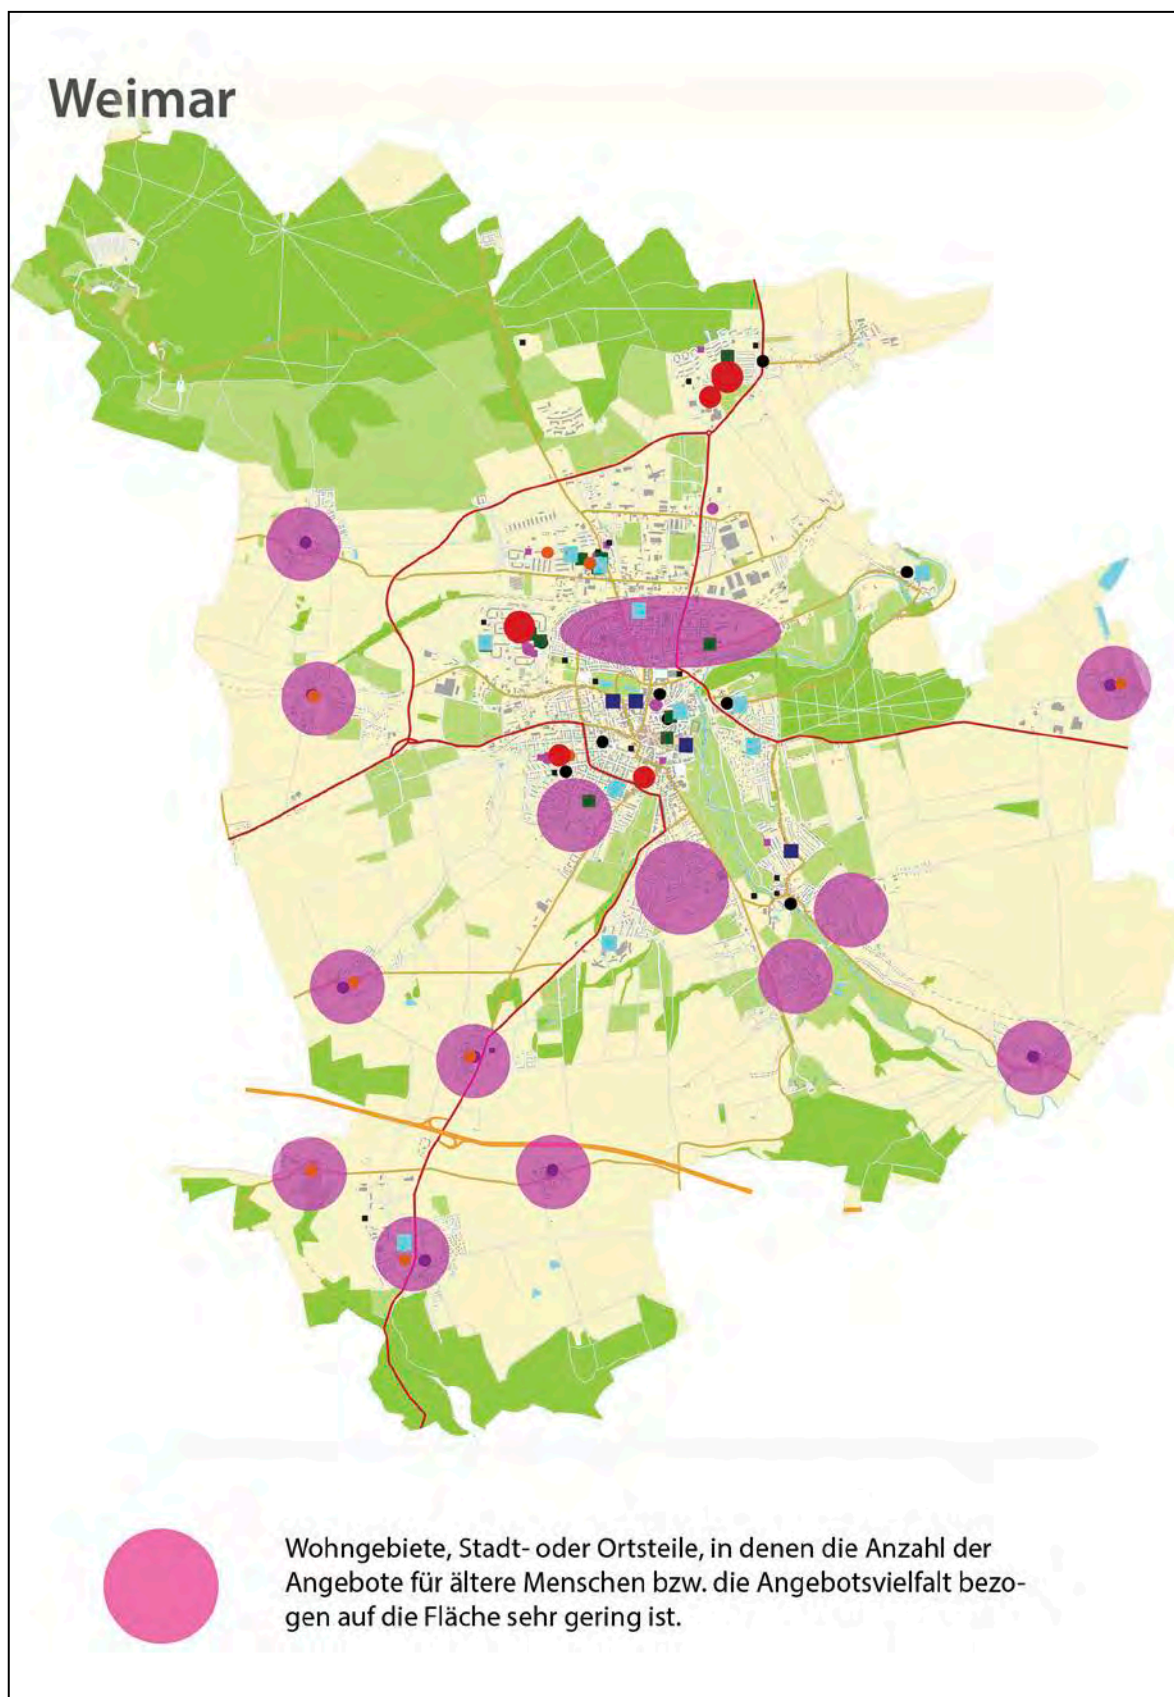 Weimar
Wohngebiete, Stadt- oder Ortsteile, in denen die Anzahl der
Angebote für ältere Menschen bzw. die Angebotsvielfalt bezo-
gen auf die Fläche sehr gering ist.